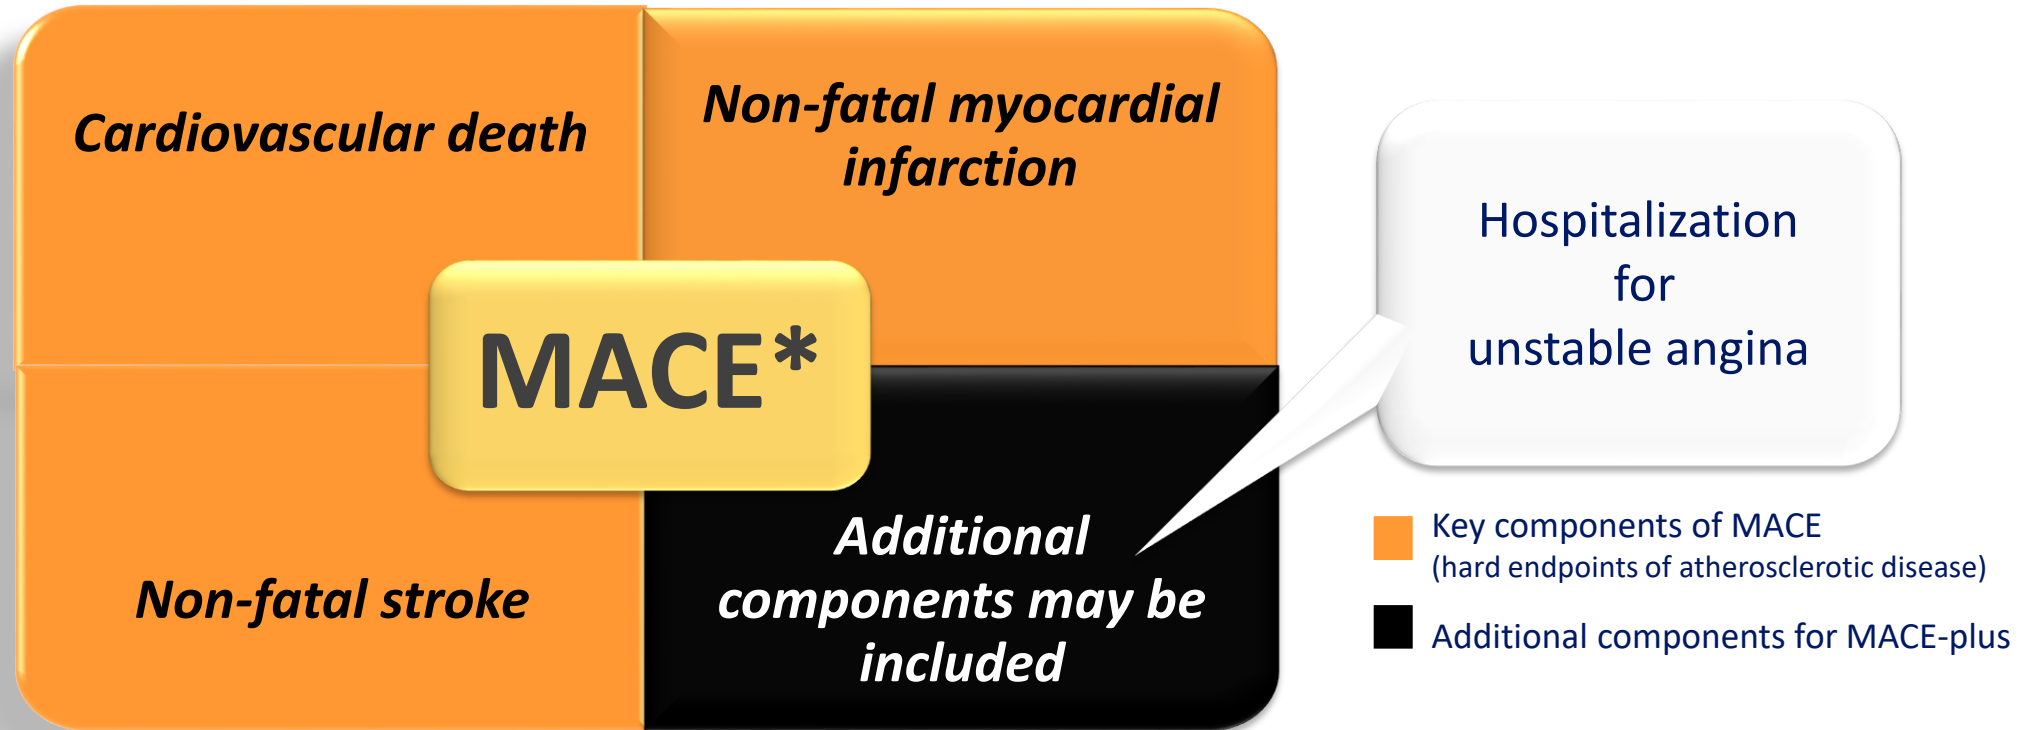 Cardiovascular death
Non-fatal myocardial
infarction
MACE*
Non-fatal stroke
Additional
components may be
included
Hospitalization
for
unstable angina
Key components of MACE
(hard endpoints of atherosclerotic disease)
Additional components for MACE-plus